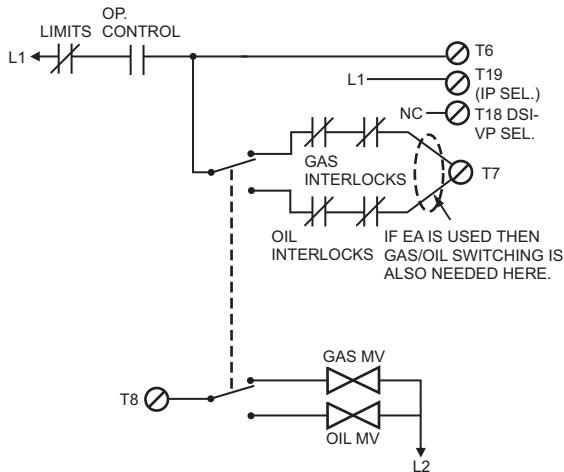 OP.
LIMITS CONTROL
L1
T6
L1
T19
(IP SEL.)
NC
T18 DSI-
VP SEL.
GAS
INTERLOCKS
T7
OIL
INTERLOCKS
IF EA IS USED THEN
GAS/OIL SWITCHING IS
ALSO NEEDED HERE.
GAS MV
T8
OIL MV
L2